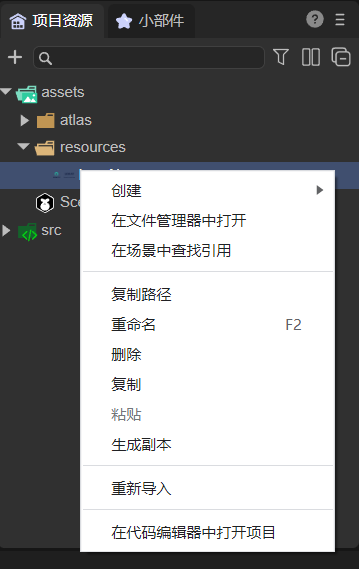 项目资源
小部件
assets
atlas
resources
src
创建
在文件管理器中打开
在场景中查找引用
复制路径
重命名 F2
删除
复制
粘贴
生成副本
重新导入
在代码编辑器中打开项目